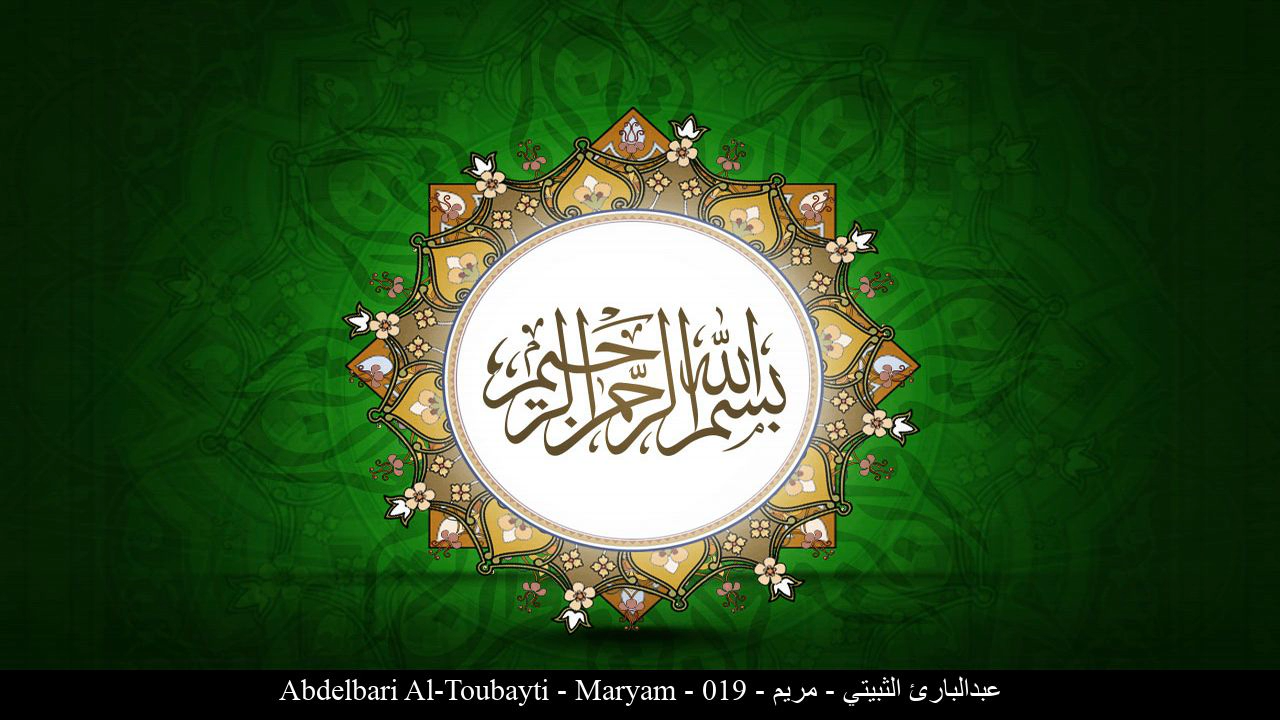 بسم الله الرحمن الرحيم
Abdelbari Al-Toubayti - Maryam - 019 - عبدالبارئ الثبيتي - مريم